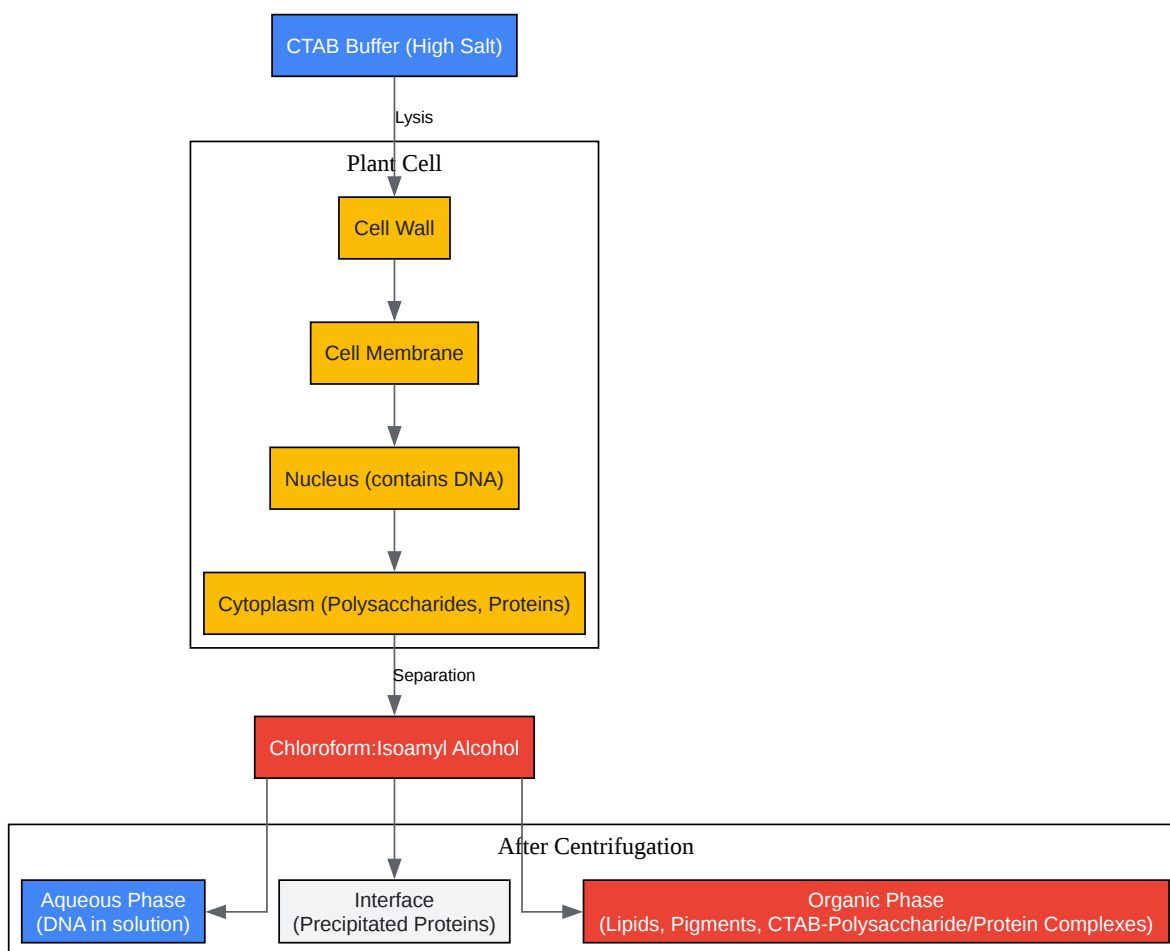 CTAB Buffer (High Salt)
Lysis
Plant Cell
Cell Wall
Cell Membrane
Nucleus (contains DNA)
Cytoplasm (Polysaccharides, Proteins)
Separation
Chloroform:Isoamyl Alcohol
After Centrifugation
Aqueous Phase
(DNA in solution)
Interface
(Precipitated Proteins)
Organic Phase
(Lipids, Pigments, CTAB-Polysaccharide/Protein Complexes)